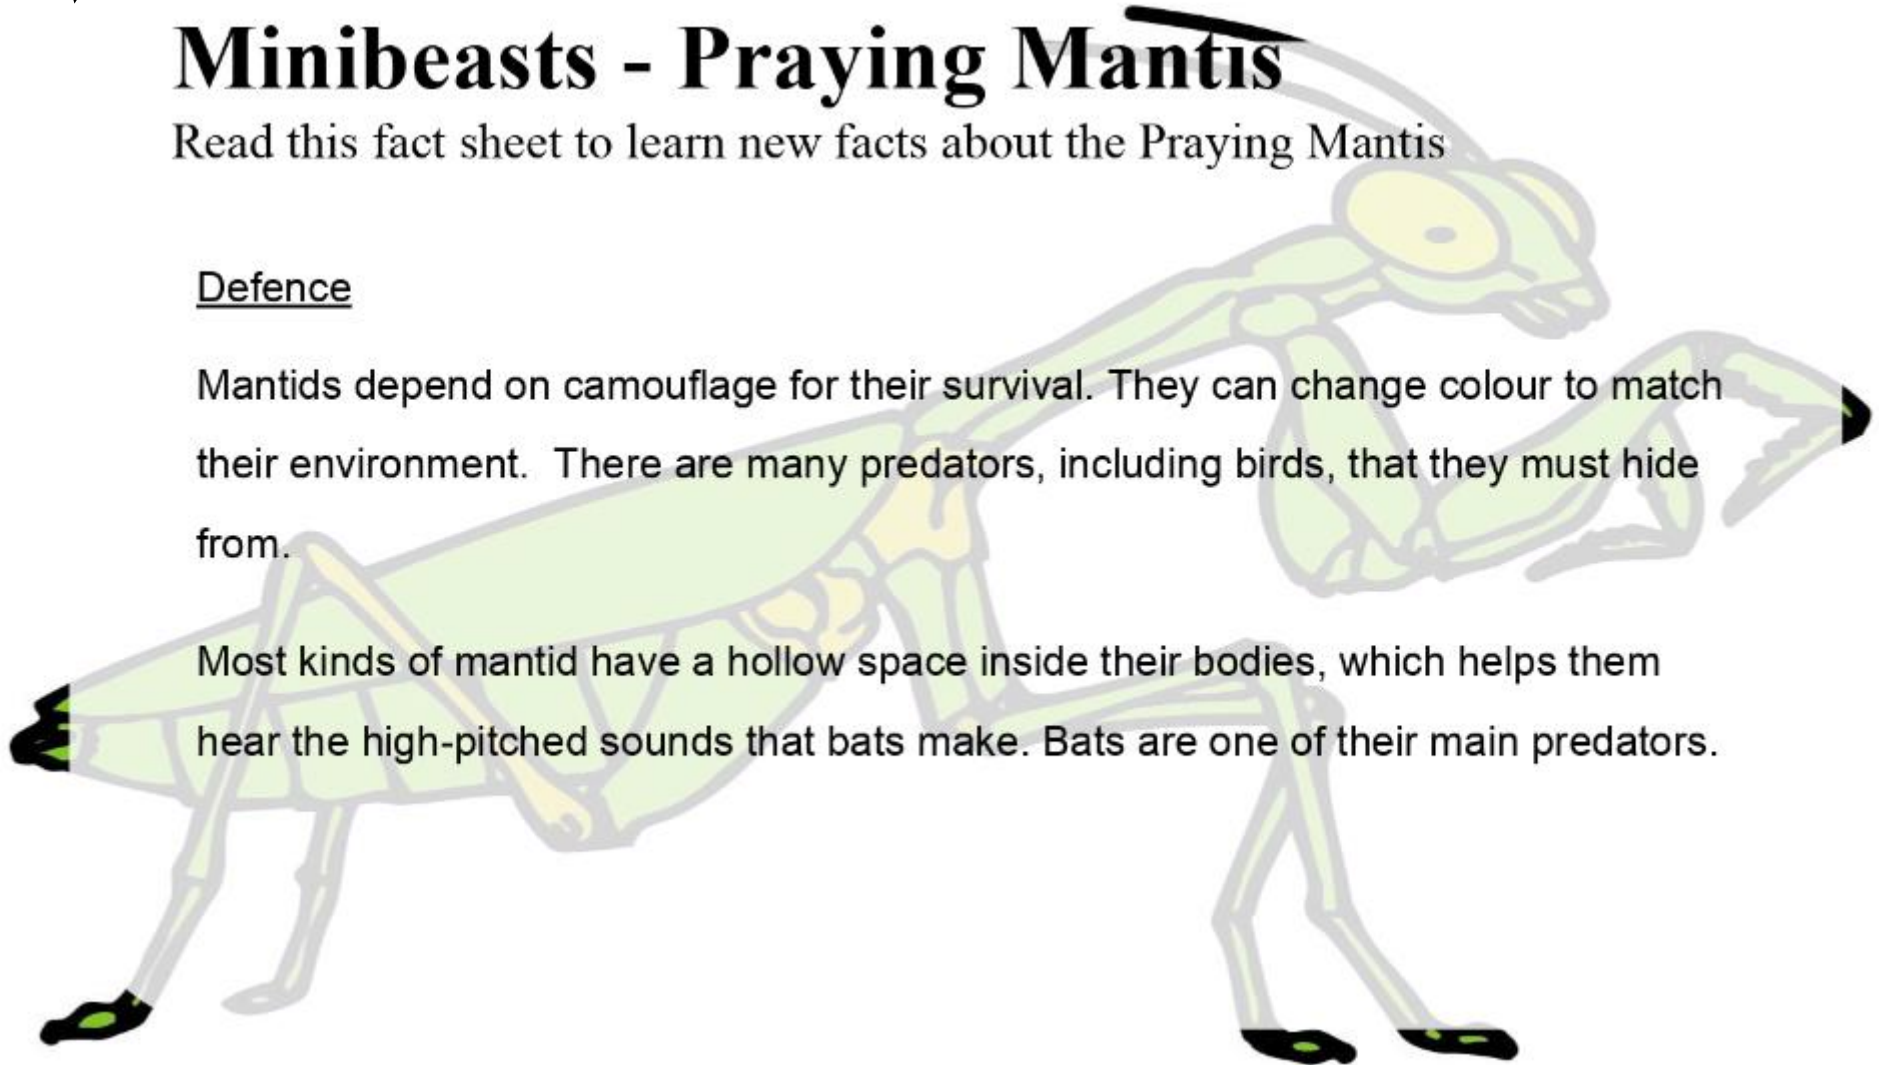 Minibeasts - Praying Mantis
Read this fact sheet to learn new facts about the Praying Mantis
Defence
Mantids depend on camouflage for their survival. They can change colour to match
their environment.  There are many predators, including birds, that they must hide
from.
Most kinds of mantid have a hollow space inside their bodies, which helps them
hear the high-pitched sounds that bats make. Bats are one of their main predators.